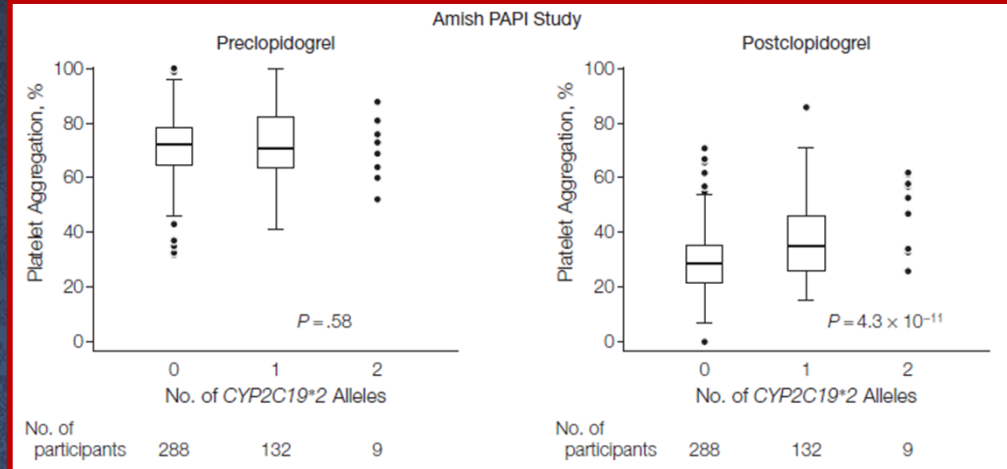 Amish PAPI Study
Preclopidogrel
Platelet Aggregation, %
100
80
60
40
20
0
P = .58
0 1 2
No. of CYP2C19*2 Alleles
No. of
participants 288 132 9
Postclopidogrel
Platelet Aggregation, %
100
80
60
40
20
0
P = 4.3 × 10⁻¹¹
0 1 2
No. of CYP2C19*2 Alleles
No. of
participants 288 132 9